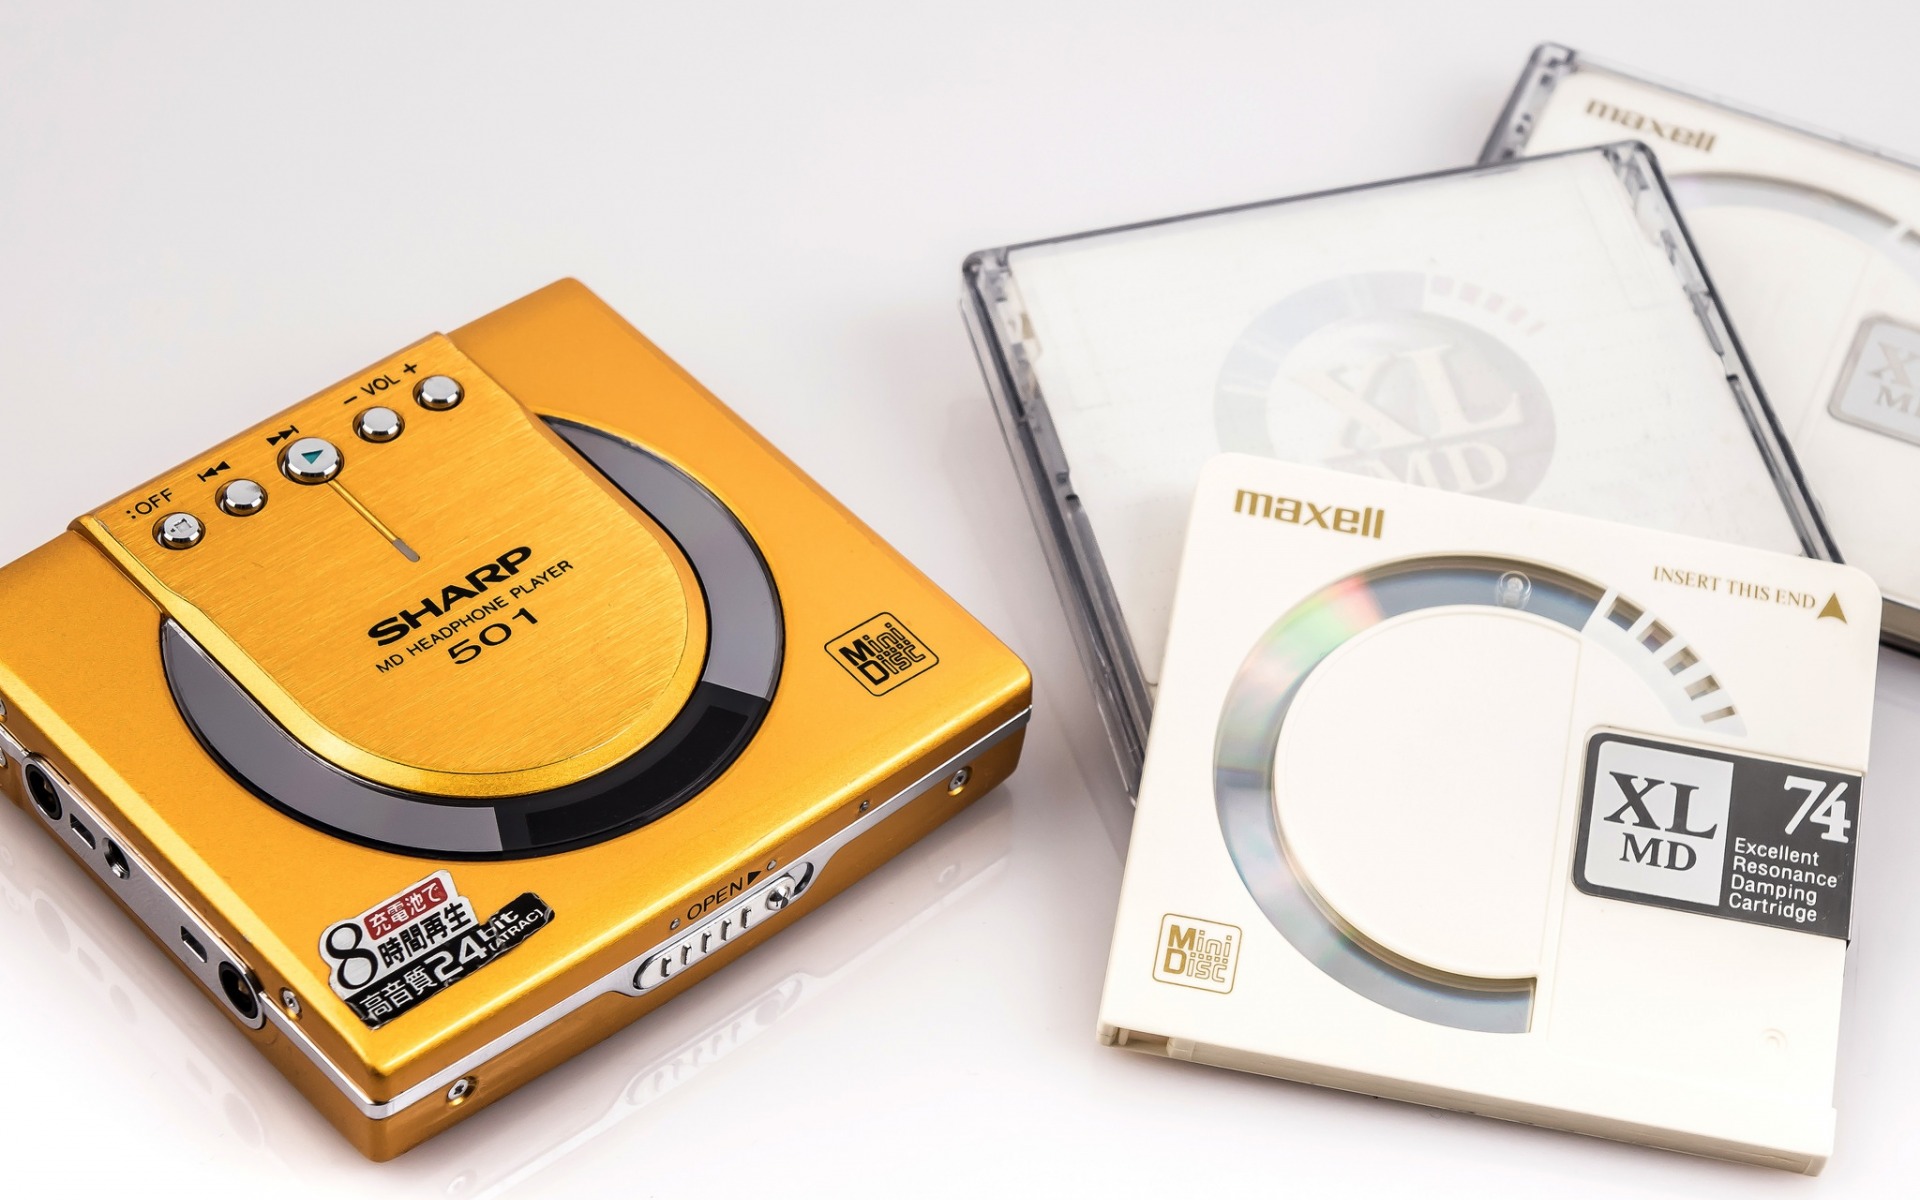 − VOL +
:OFF
SHARP
MD HEADPHONE PLAYER
501
Mini
Disc
充電池で
8時間再生
高音質24bit
(ATRAC)
OPEN
maxell
XL
MD
XL
MD
maxell
INSERT THIS END
XL
MD
74
Excellent
Resonance
Damping
Cartridge
Mini
Disc